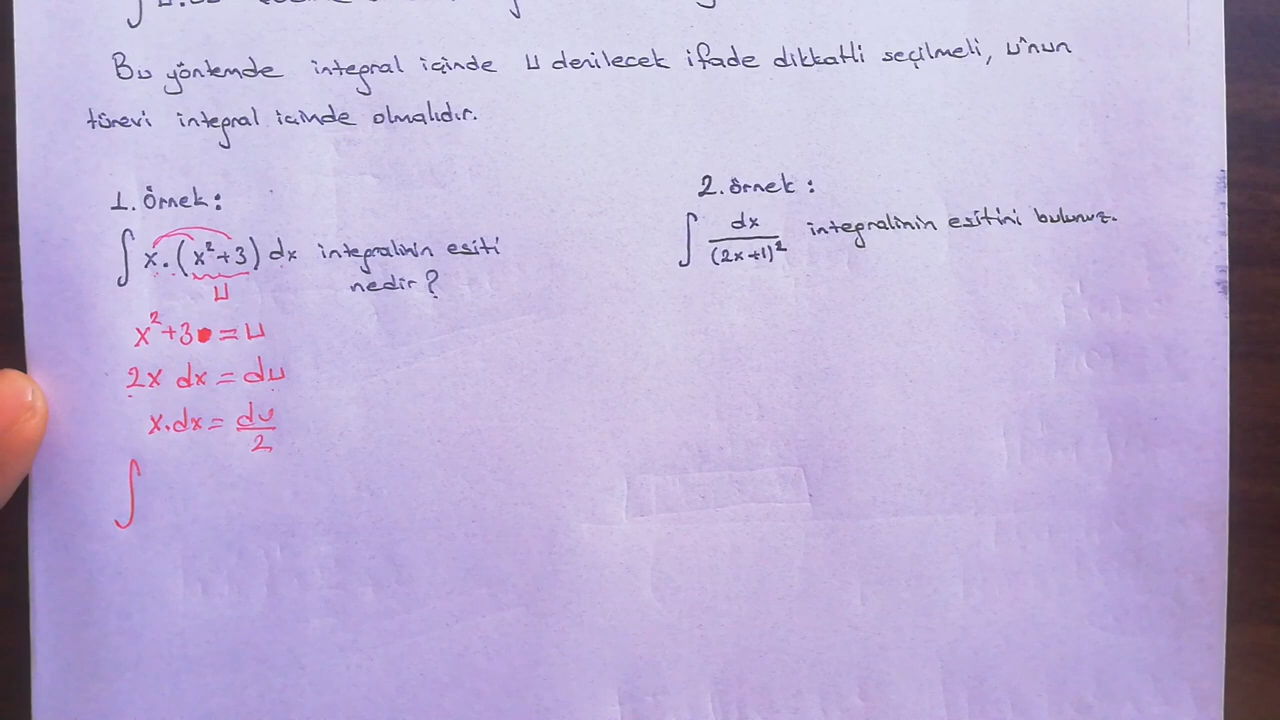 Bu yöntemde integral içinde u denilecek ifade dikkatli seçilmeli, u'nun
türevi integral içinde olmalıdır.
1. Örnek:
∫ x.(x²+3) dx integralinin eşiti
nedir?
u
x²+3 = u
2x dx = du
x.dx = du/2
∫
2. örnek:
∫ dx/(2x+1)² integralinin eşitini bulunuz.